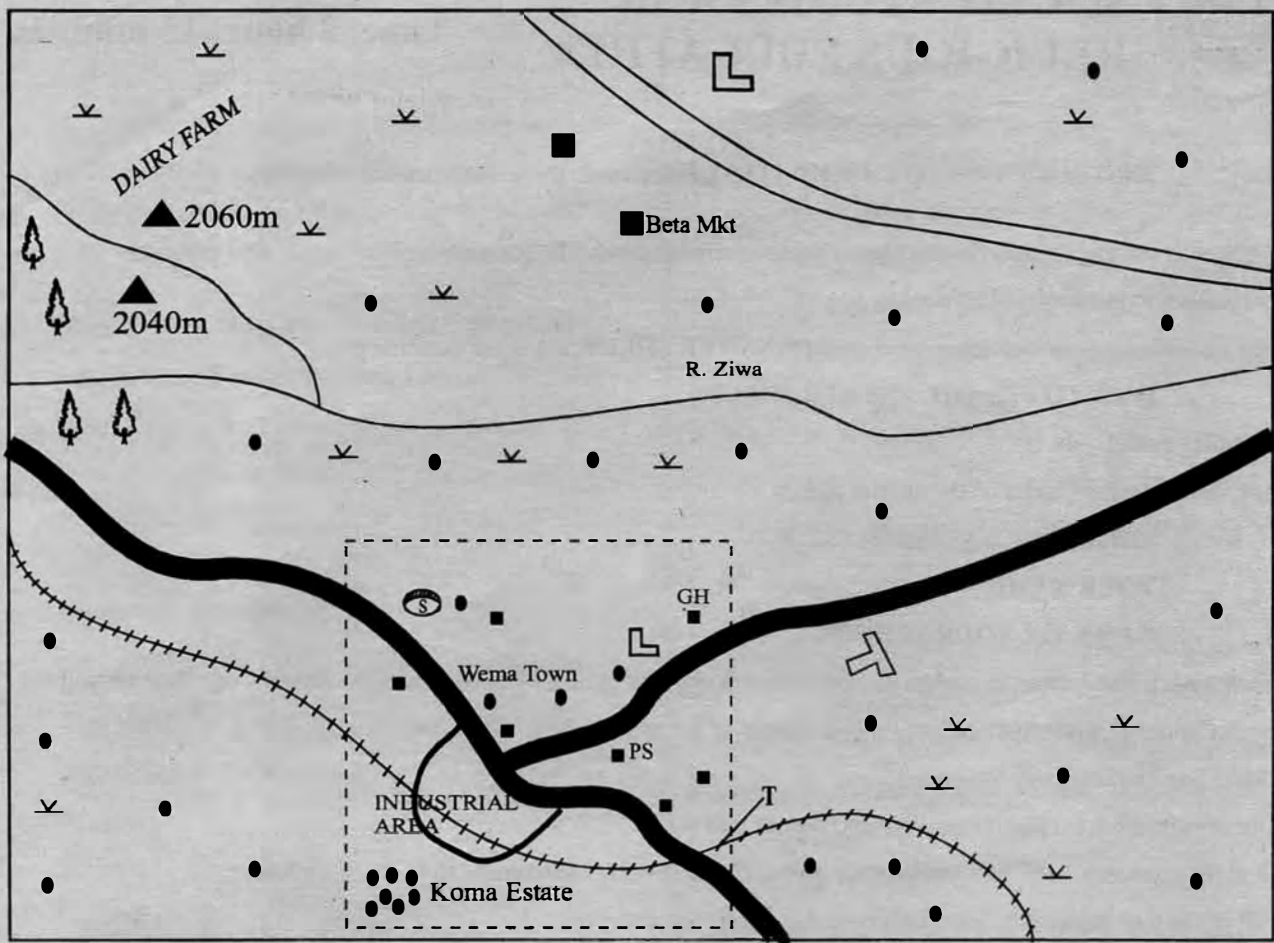 DAIRY FARM
2060m
Beta Mkt
2040m
R. Ziwa
S
GH
Wema Town
PS
INDUSTRIAL
AREA
T
Koma Estate